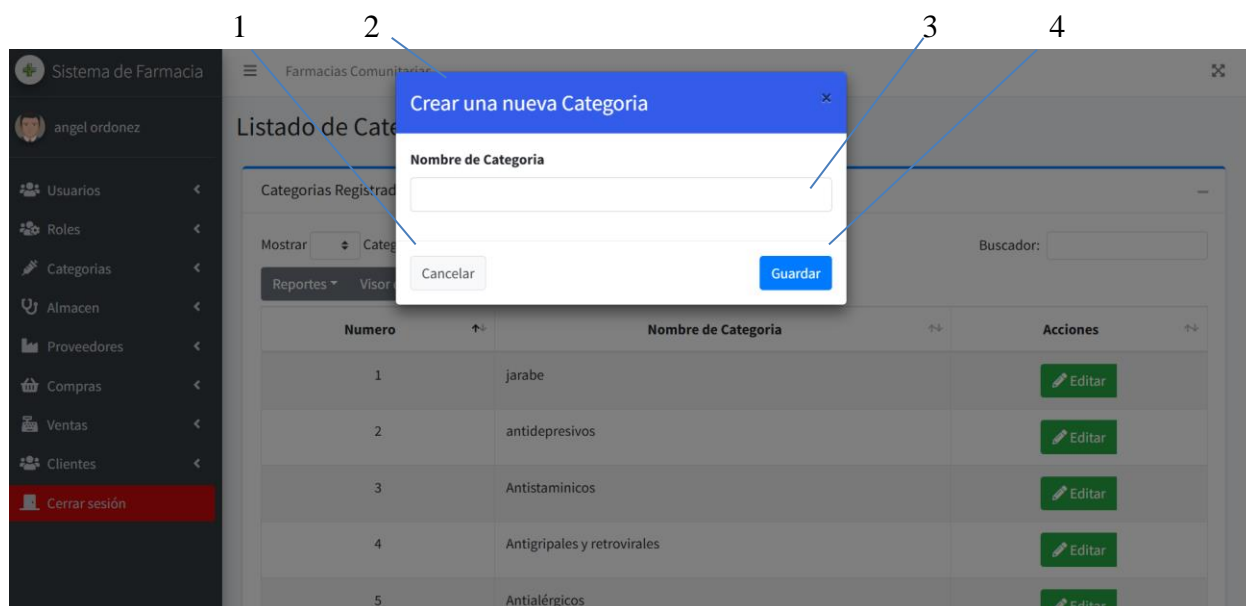 1 2 3 4
Sistema de Farmacia
Farmacias Comunitarias
angel ordonez
Listado de Cate
Crear una nueva Categoria ×
Nombre de Categoria
Usuarios
Categorias Registrad
Roles
Mostrar Categ
Buscador:
Categorias
Cancelar
Guardar
Reportes Visor
Almacen
Numero Nombre de Categoria Acciones
Proveedores
1 jarabe Editar
Compras
Ventas
2 antidepresivos Editar
Clientes
3 Antistaminicos Editar
Cerrar sesión
4 Antigripales y retrovirales Editar
5 Antialérgicos Editar